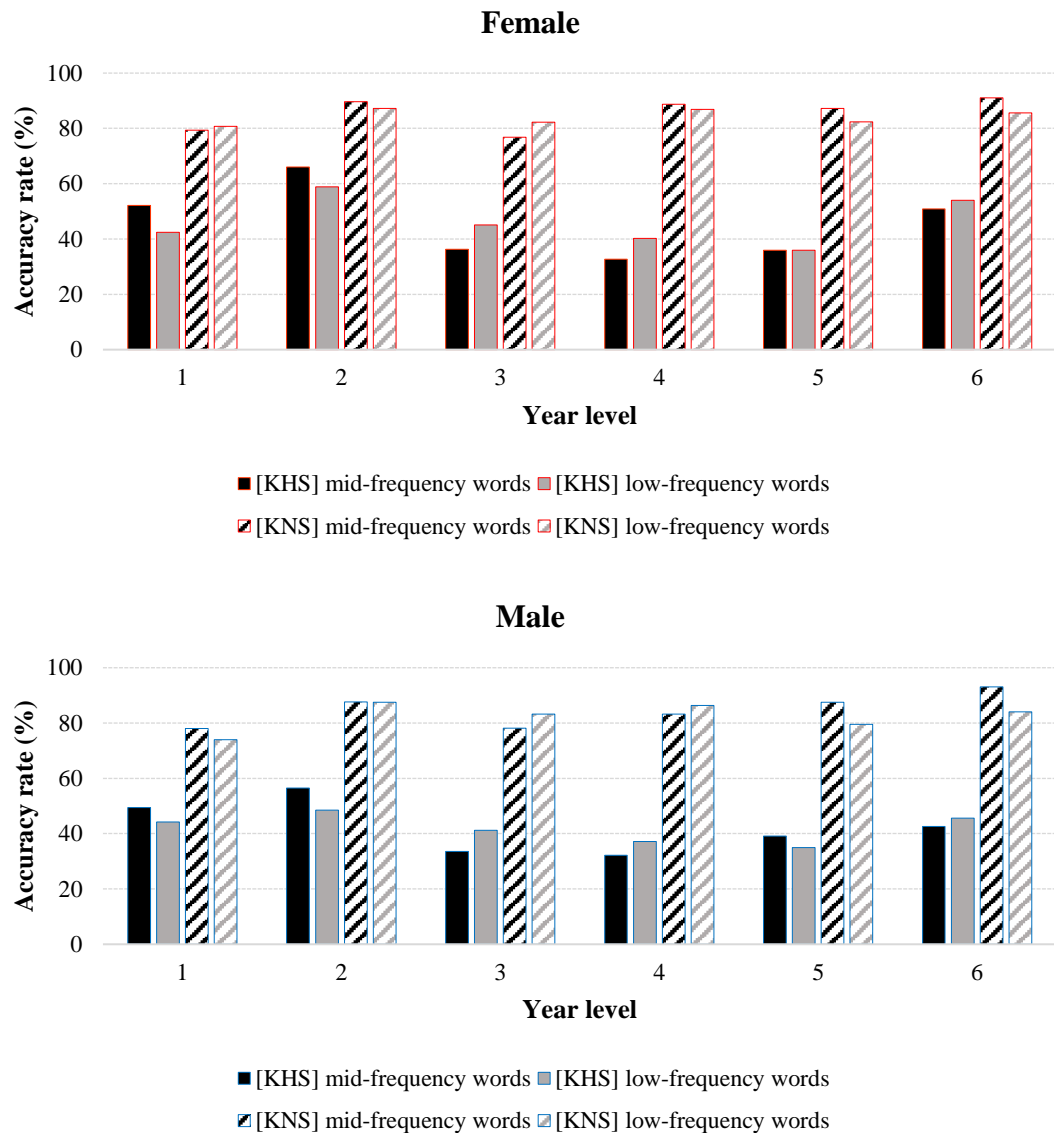 Female
Accuracy rate (%)
100
80
60
40
20
0
1 2 3 4 5 6
Year level
[KHS] mid-frequency words [KHS] low-frequency words
[KNS] mid-frequency words [KNS] low-frequency words
Male
Accuracy rate (%)
100
80
60
40
20
0
1 2 3 4 5 6
Year level
[KHS] mid-frequency words [KHS] low-frequency words
[KNS] mid-frequency words [KNS] low-frequency words